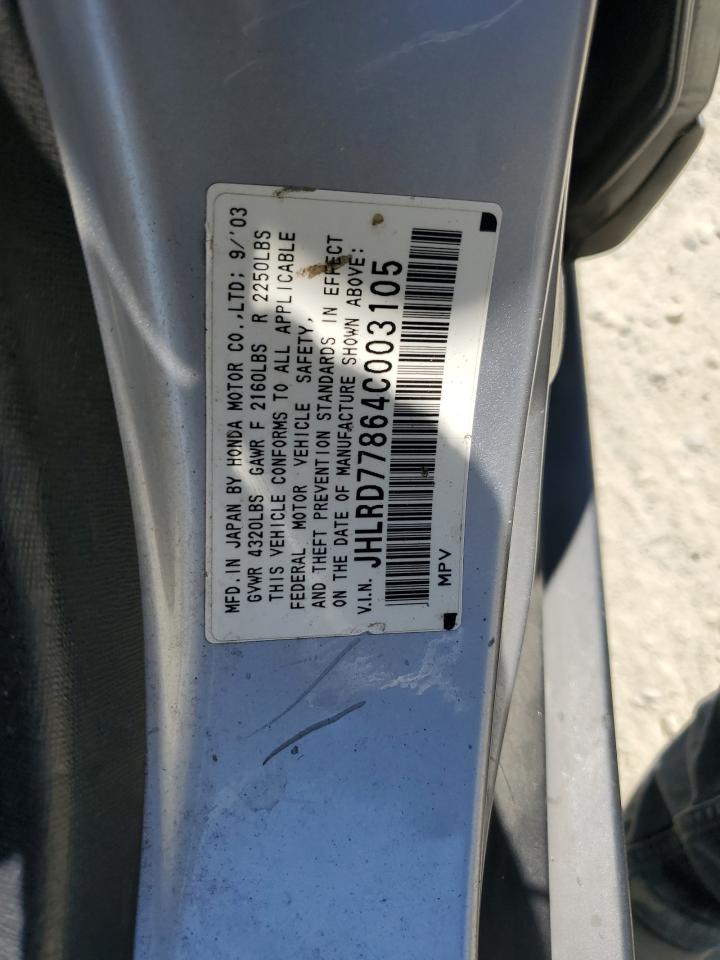 MFD. IN JAPAN BY HONDA MOTOR CO.,LTD; 9/'03
GVWR 4320LBS GAWR F 2160LBS R 2250LBS
THIS VEHICLE CONFORMS TO ALL APPLICABLE
FEDERAL MOTOR VEHICLE SAFETY,
AND THEFT PREVENTION STANDARDS IN EFFECT
ON THE DATE OF MANUFACTURE SHOWN ABOVE:
V.I.N. JHLRD77864C003105
MPV